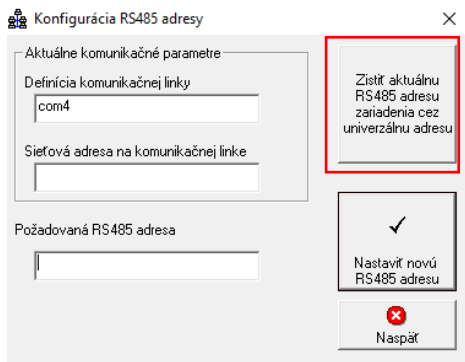 Konfigurácia RS485 adresy
Aktuálne komunikačné parametre
Definícia komunikačnej linky
com4
Sieťová adresa na komunikačnej linke
Požadovaná RS485 adresa
Zistiť aktuálnu
RS485 adresu
zariadenia cez
univerzálnu adresu
Nastaviť novú
RS485 adresu
Naspäť